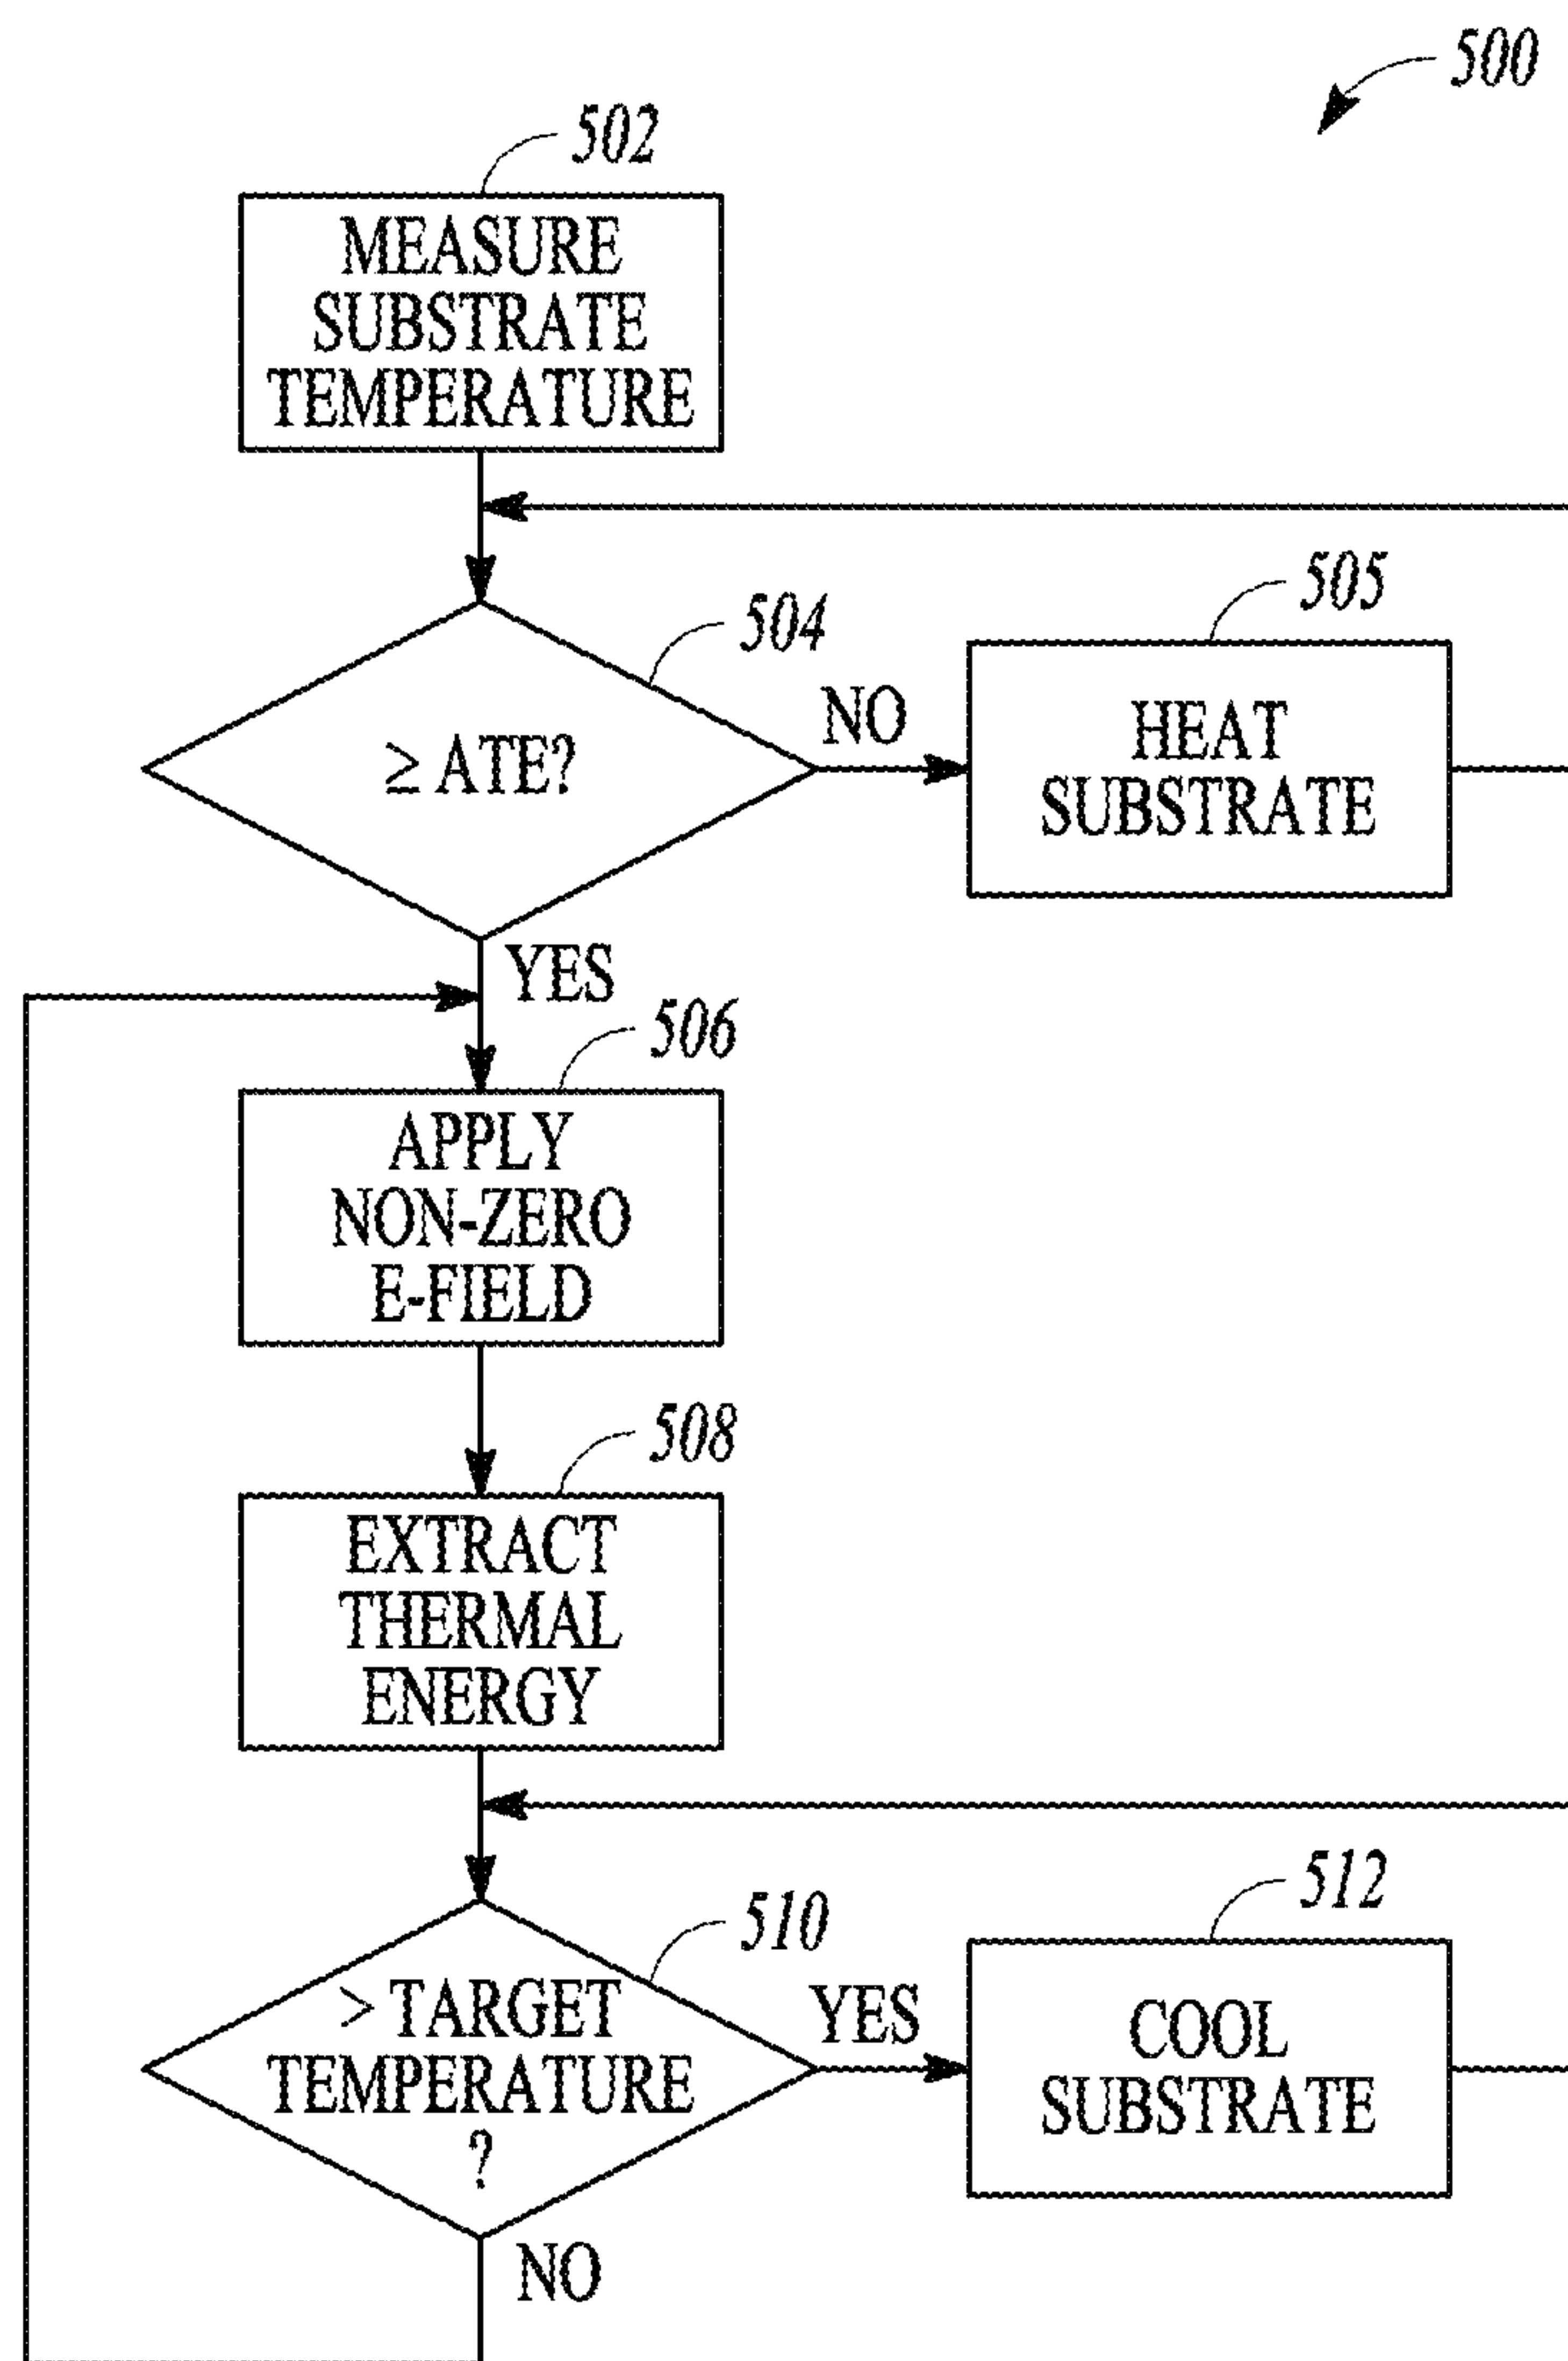 500
502
MEASURE
SUBSTRATE
TEMPERATURE
504
≥ ATE?
NO
505
HEAT
SUBSTRATE
YES
506
APPLY
NON-ZERO
E-FIELD
508
EXTRACT
THERMAL
ENERGY
510
> TARGET
TEMPERATURE
?
YES
512
COOL
SUBSTRATE
NO